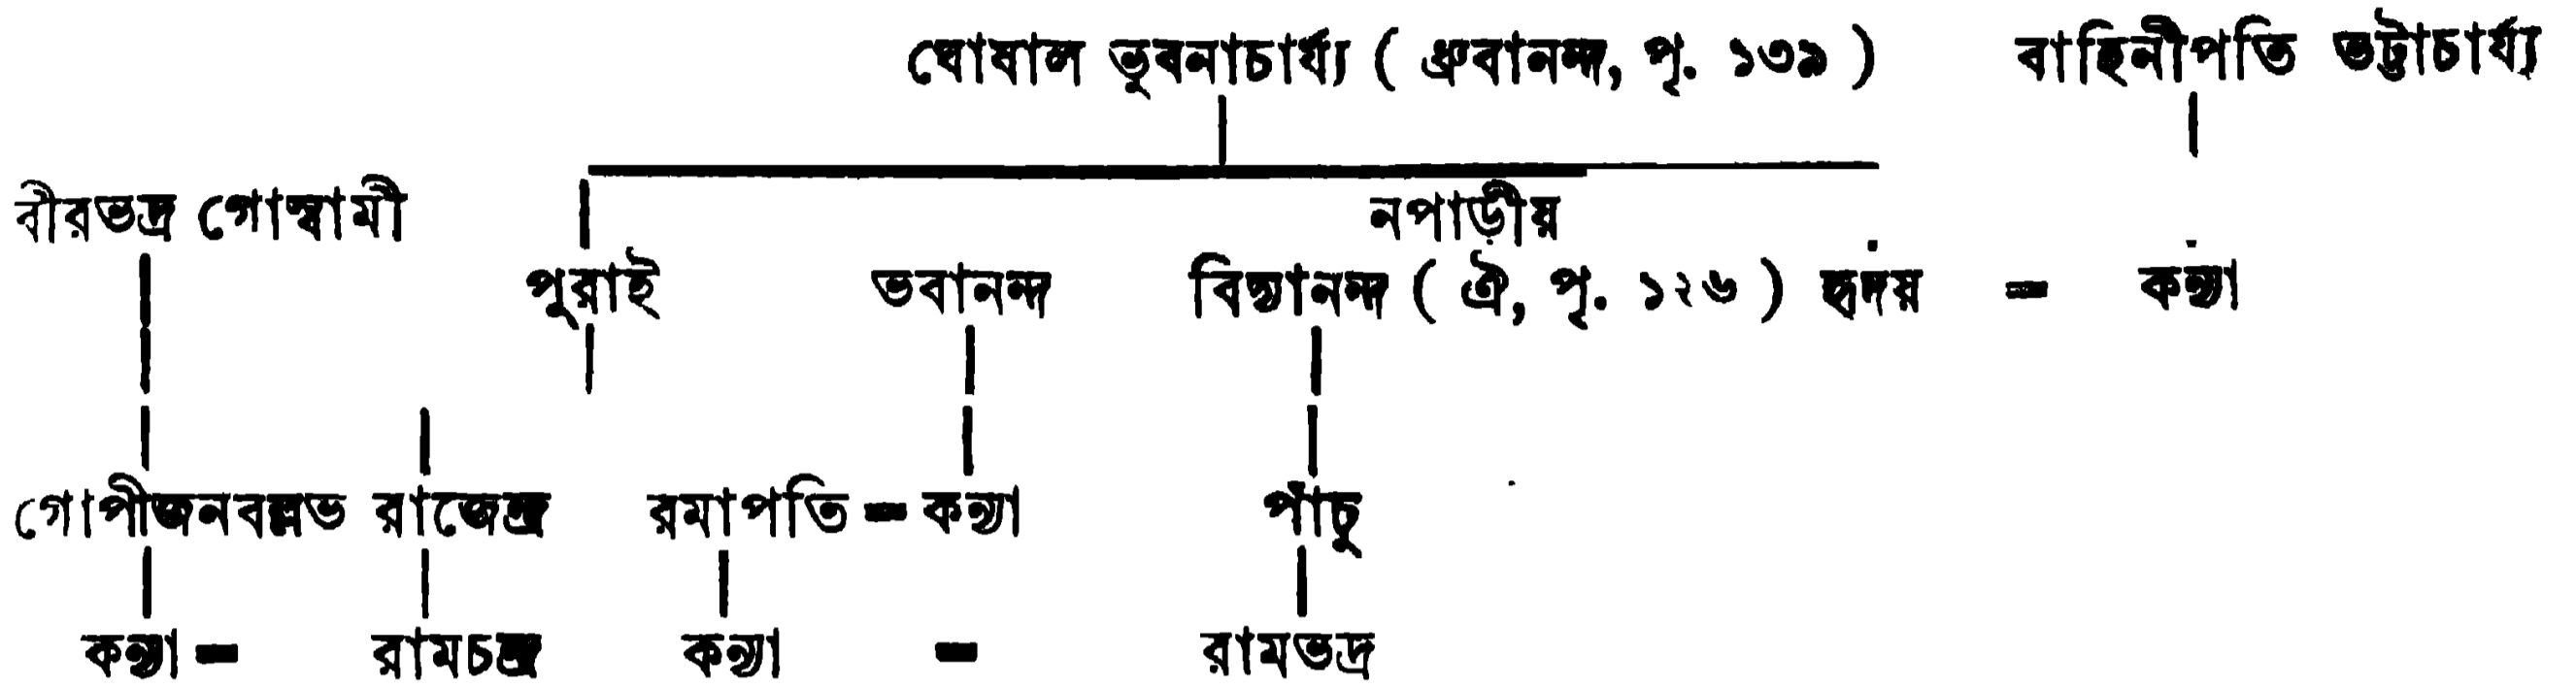 ঘোষাল ভুবনাচার্য্য ( ধ্রুবানন্দ, পৃ. ১৩৯ ) বাহিনীপতি ভট্টাচার্য্য
বীরভদ্র গোস্বামী নপাড়ীয়
পুরাই ভবানন্দ বিদ্যানন্দ ( ঐ, পৃ. ১২৬ ) হৃদয় = কন্যা
গোপীজনবল্লভ রাজেন্দ্র রমাপতি = কন্যা পাঁচু
কন্যা = রামচন্দ্র কন্যা = রামভদ্র